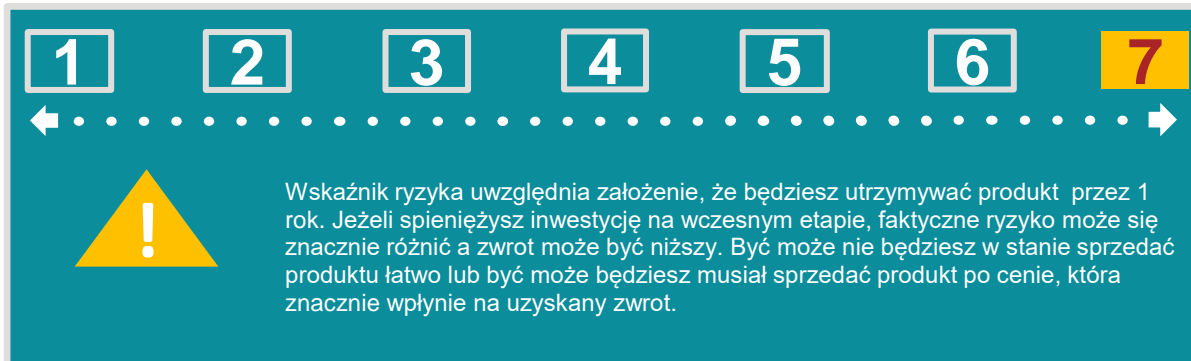 1 2 3 4 5 6 7
!
Wskaźnik ryzyka uwzględnia założenie, że będziesz utrzymywać produkt przez 1
rok. Jeżeli spieniężysz inwestycję na wczesnym etapie, faktyczne ryzyko może się
znacznie różnić a zwrot może być niższy. Być może nie będziesz w stanie sprzedać
produktu łatwo lub być może będziesz musiał sprzedać produkt po cenie, która
znacznie wpłynie na uzyskany zwrot.